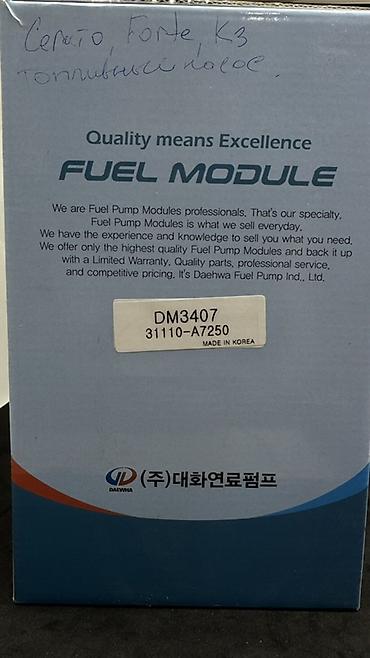 Cerato, Forte, K3
топливный насос.
Quality means Excellence
FUEL MODULE
We are Fuel Pump Modules professionals. That's our specialty.
Fuel Pump Modules is what we sell everyday.
We have the experience and knowledge to sell you what you need.
We offer only the highest quality Fuel Pump Modules and back it up
with a Limited Warranty, Quality parts, professional service,
and competitive pricing. It's Daehwa Fuel Pump Ind., Ltd.
DM3407
31110-A7250
MADE IN KOREA
(주)대화연료펌프
DAEWHA